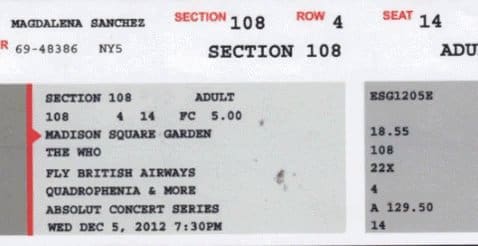 MAGDALENA SANCHEZ SECTION 108 ROW 4 SEAT 14
R 69-48386 NY5 SECTION 108 ADU
SECTION 108 ADULT ESG1205E
108 4 14 FC 5.00
MADISON SQUARE GARDEN 18.55
THE WHO 108
FLY BRITISH AIRWAYS 22X
QUADROPHENIA & MORE 4
ABSOLUT CONCERT SERIES A 129.50
WED DEC 5, 2012 7:30PM 14